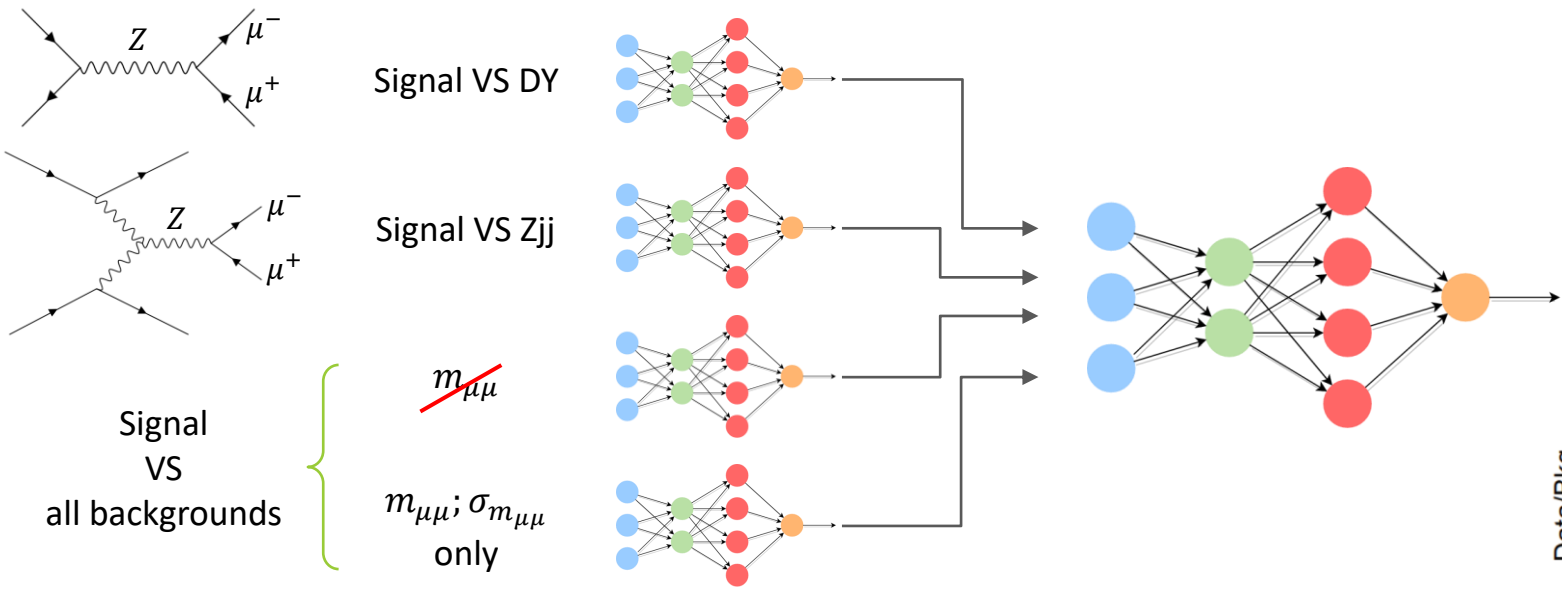 Z
μ⁻
μ⁺
Signal VS DY
Z
μ⁻
μ⁺
Signal VS Zjj
Signal
VS
all backgrounds
m_μμ
m_μμ; σ_m_μμ
only